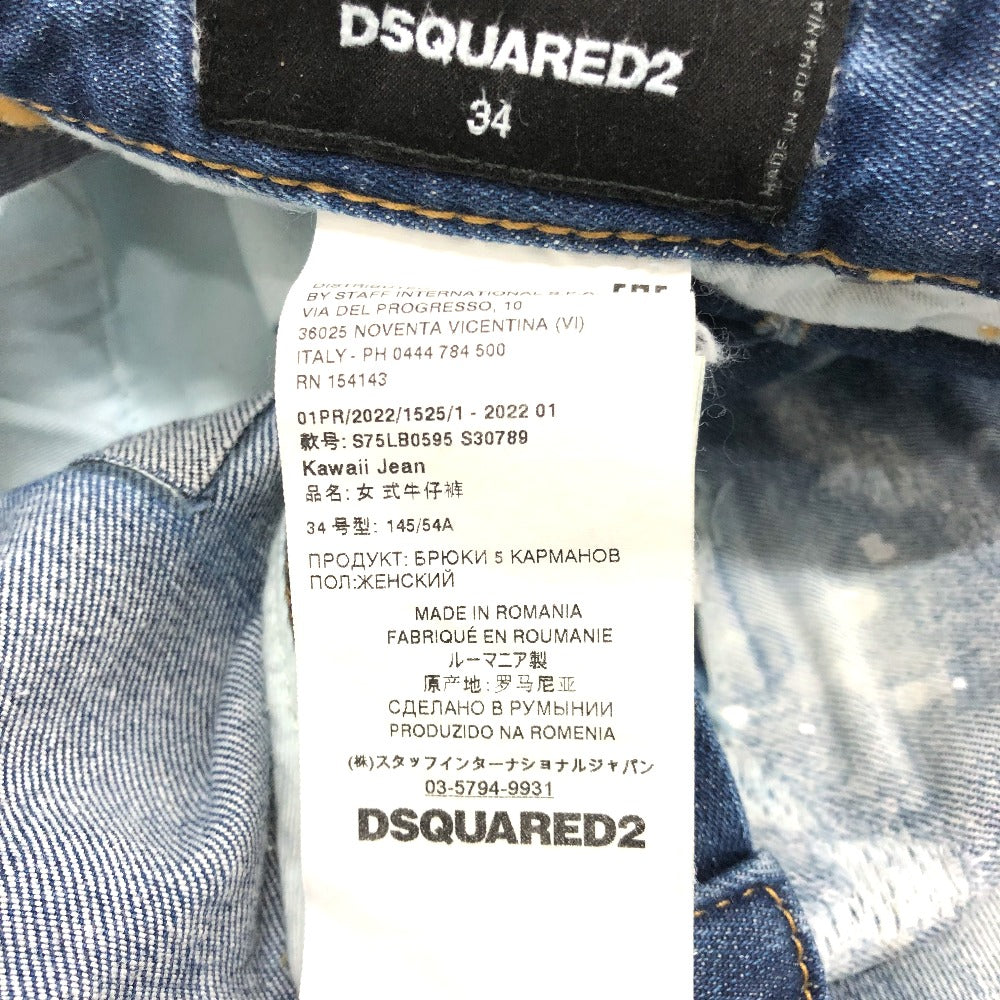 DSQUARED2
34
MADE IN ROMANIA
BY STAFF INTERNATIONAL S.P.A
VIA DEL PROGRESSO, 10
36025 NOVENTA VICENTINA (VI)
ITALY - PH 0444 784 500
RN 154143
01PR/2022/1525/1 - 2022 01
款号: S75LB0595 S30789
Kawaii Jean
品名: 女 式牛仔裤
34 号型: 145/54A
ПРОДУКТ: БРЮКИ 5 КАРМАНОВ
ПОЛ:ЖЕНСКИЙ
MADE IN ROMANIA
FABRIQUÉ EN ROUMANIE
ルーマニア製
原产地: 罗马尼亚
СДЕЛАНО В РУМЫНИИ
PRODUZIDO NA ROMENIA
(株)スタッフインターナショナルジャパン
03-5794-9931
DSQUARED2